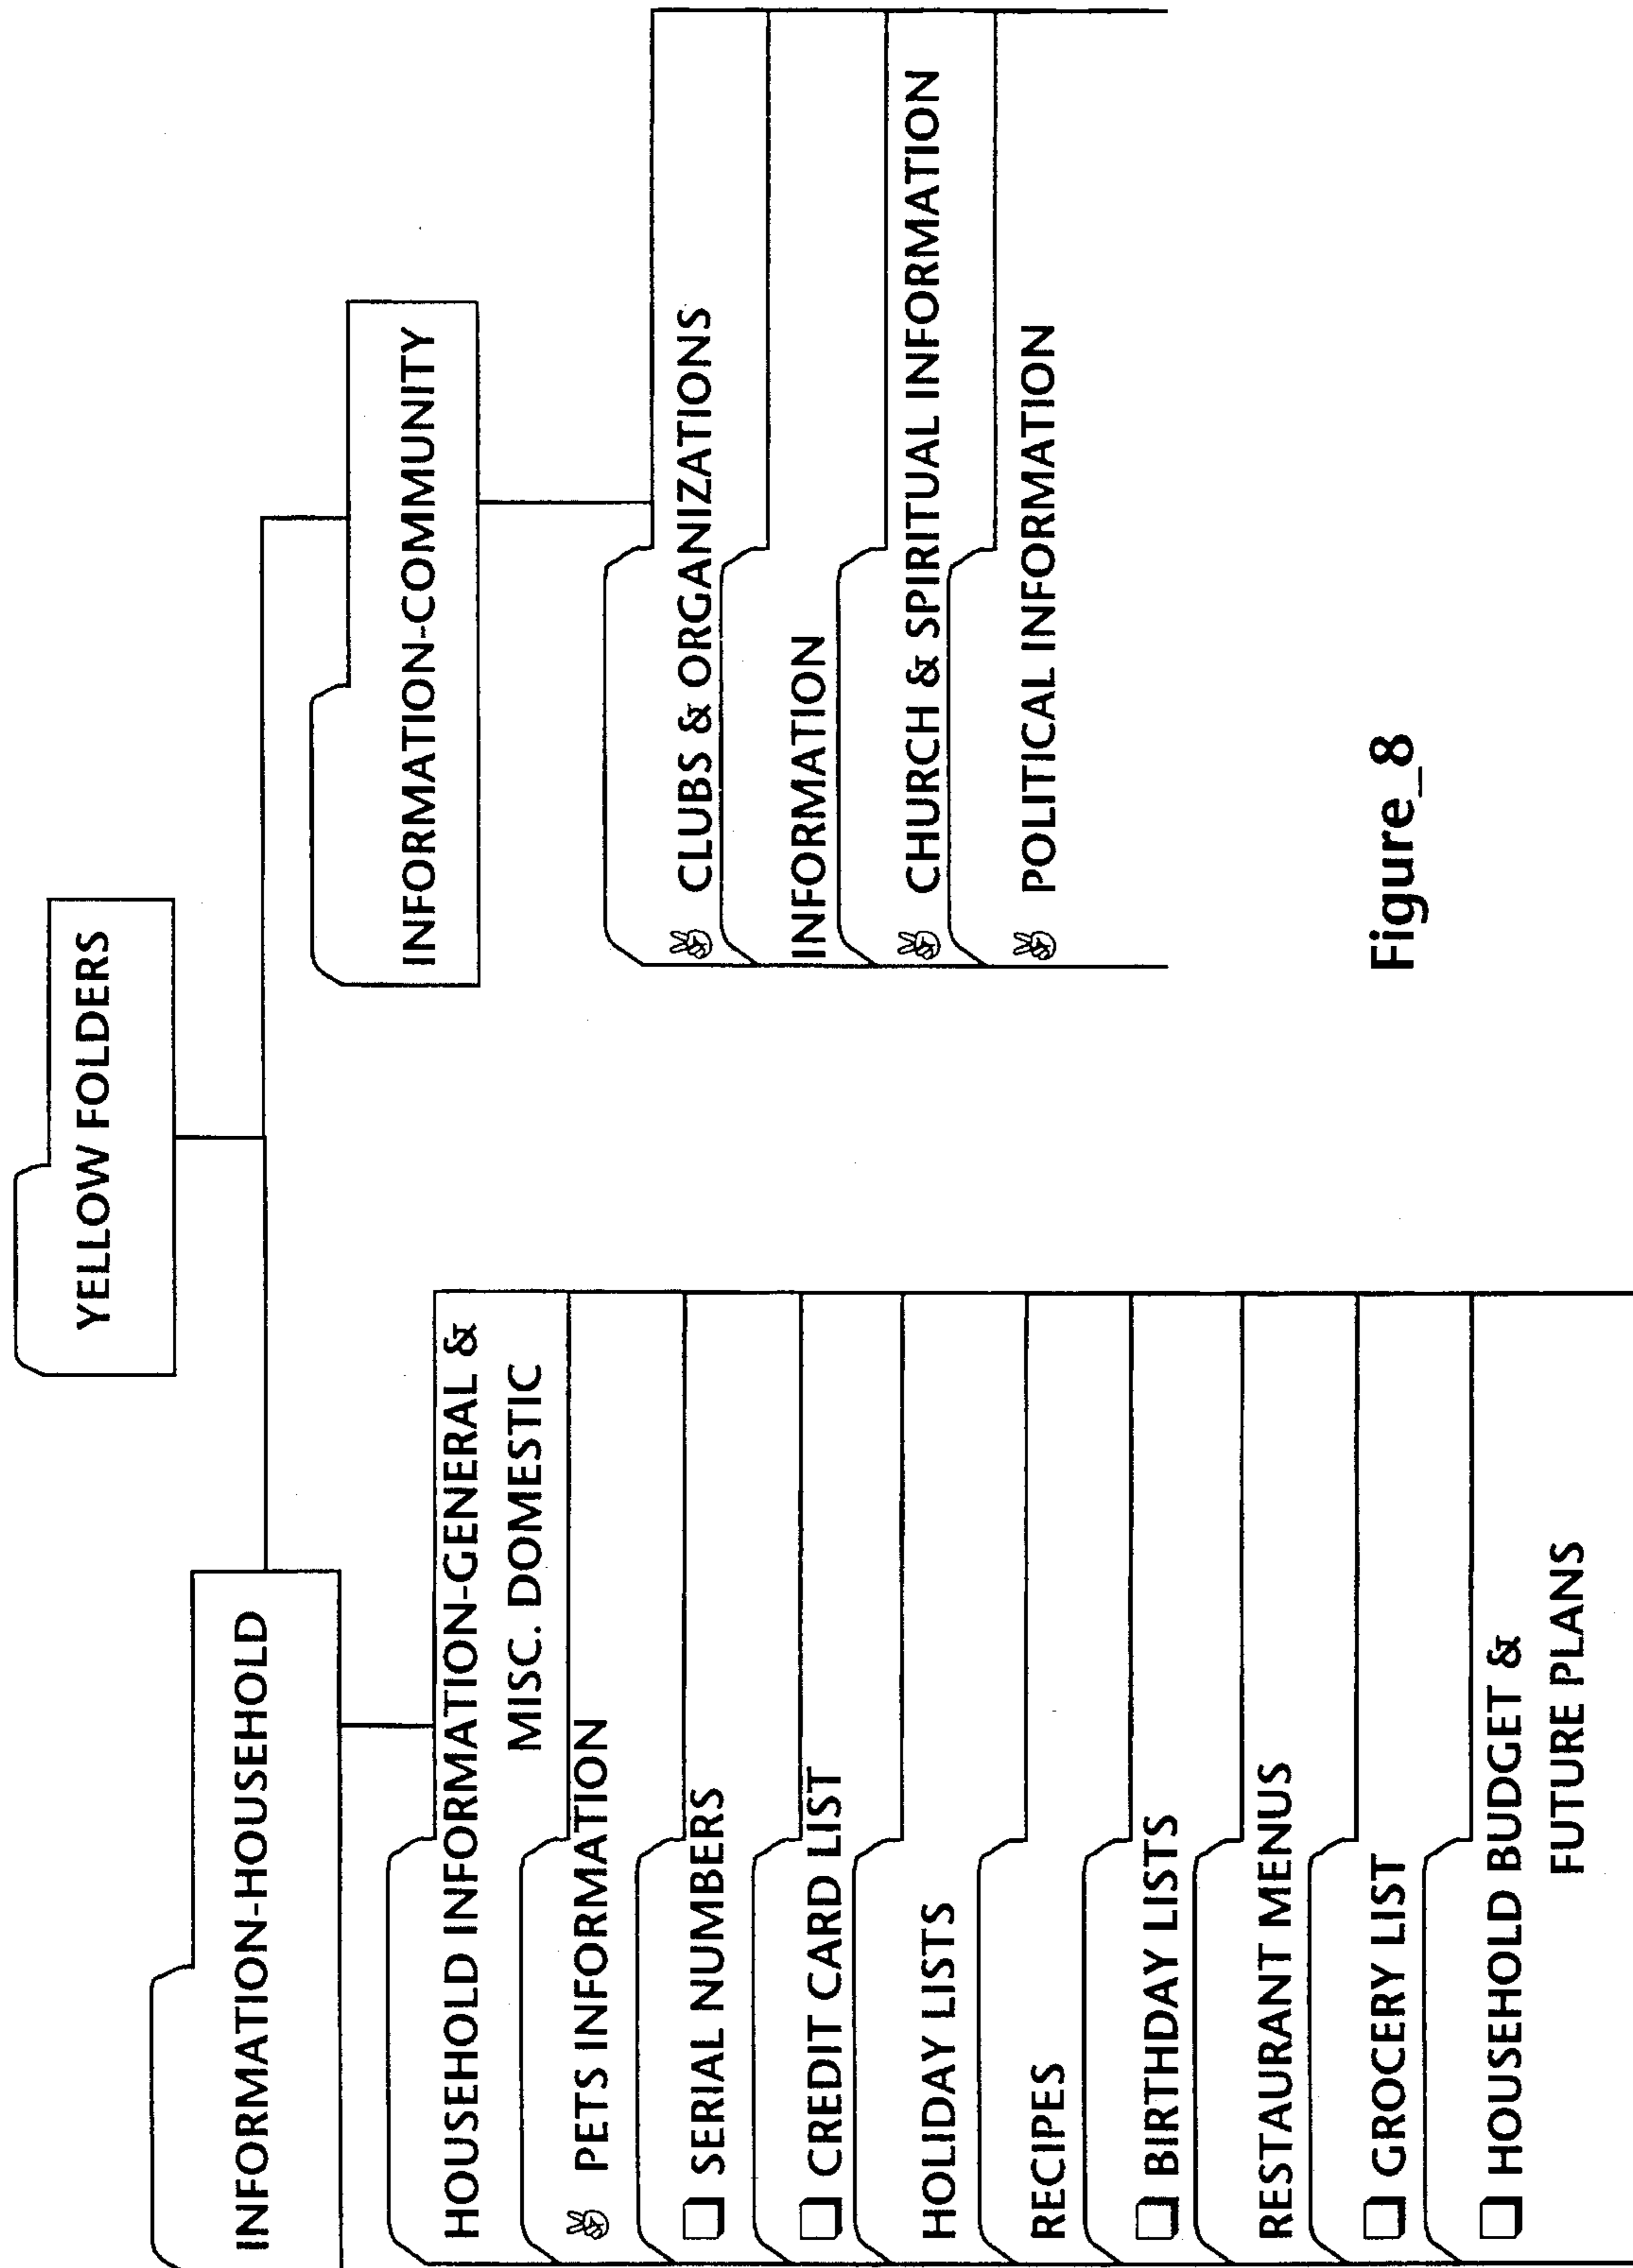 YELLOW FOLDERS
INFORMATION-HOUSEHOLD
HOUSEHOLD INFORMATION-GENERAL &
MISC. DOMESTIC
✌ PETS INFORMATION
❑ SERIAL NUMBERS
❑ CREDIT CARD LIST
HOLIDAY LISTS
RECIPES
❑ BIRTHDAY LISTS
RESTAURANT MENUS
❑ GROCERY LIST
❑ HOUSEHOLD BUDGET &
FUTURE PLANS
INFORMATION-COMMUNITY
✌ CLUBS & ORGANIZATIONS
INFORMATION
✌ CHURCH & SPIRITUAL INFORMATION
✌ POLITICAL INFORMATION
Figure_8